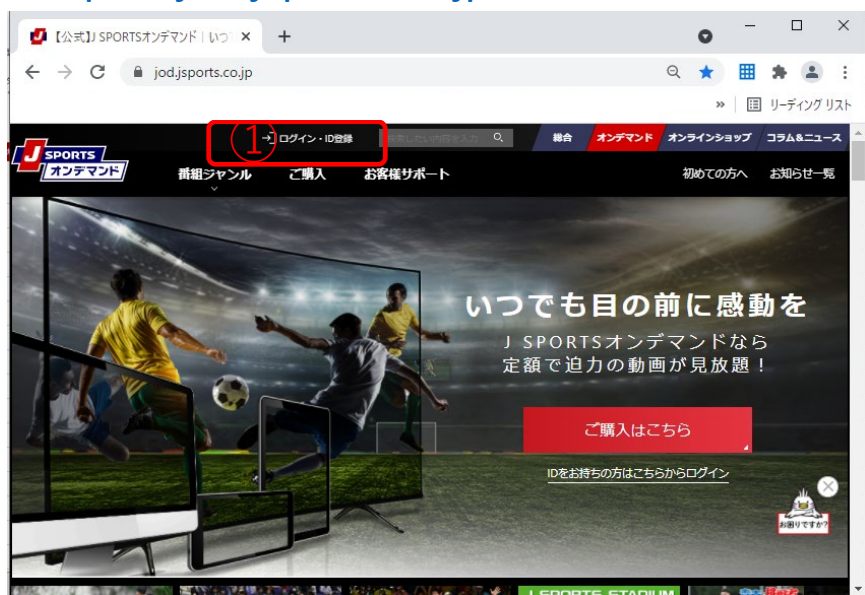 【公式】J SPORTSオンデマンド | いつ
jod.jsports.co.jp
リーディング リスト
①
ログイン・ID登録
総合
オンデマンド
オンラインショップ
コラム&ニュース
J SPORTS
オンデマンド
番組ジャンル
ご購入
お客様サポート
初めての方へ
お知らせ一覧
いつでも目の前に感動を
J SPORTSオンデマンドなら
定額で迫力の動画が見放題！
ご購入はこちら
IDをお持ちの方はこちらからログイン
お困りですか?
J SPORTS STADIUM